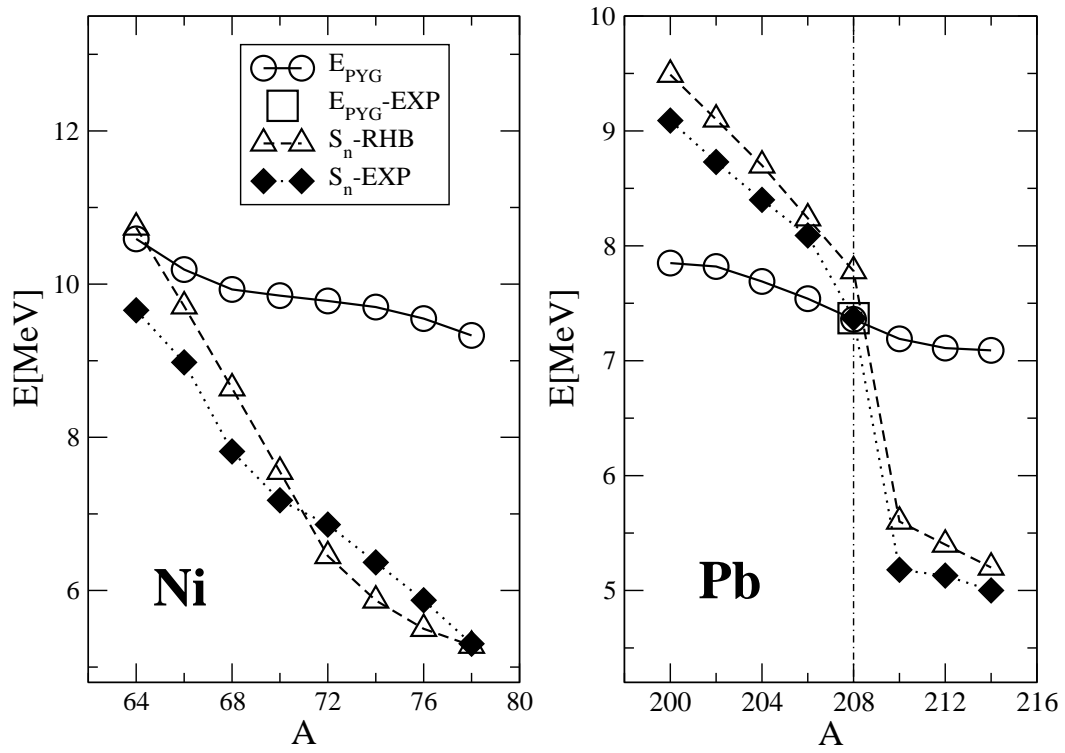 E_PYG
E_PYG-EXP
S_n-RHB
S_n-EXP
E[MeV]
12
10
8
6
Ni
64 68 72 76 80
A
E[MeV]
10
9
8
7
6
5
Pb
200 204 208 212 216
A